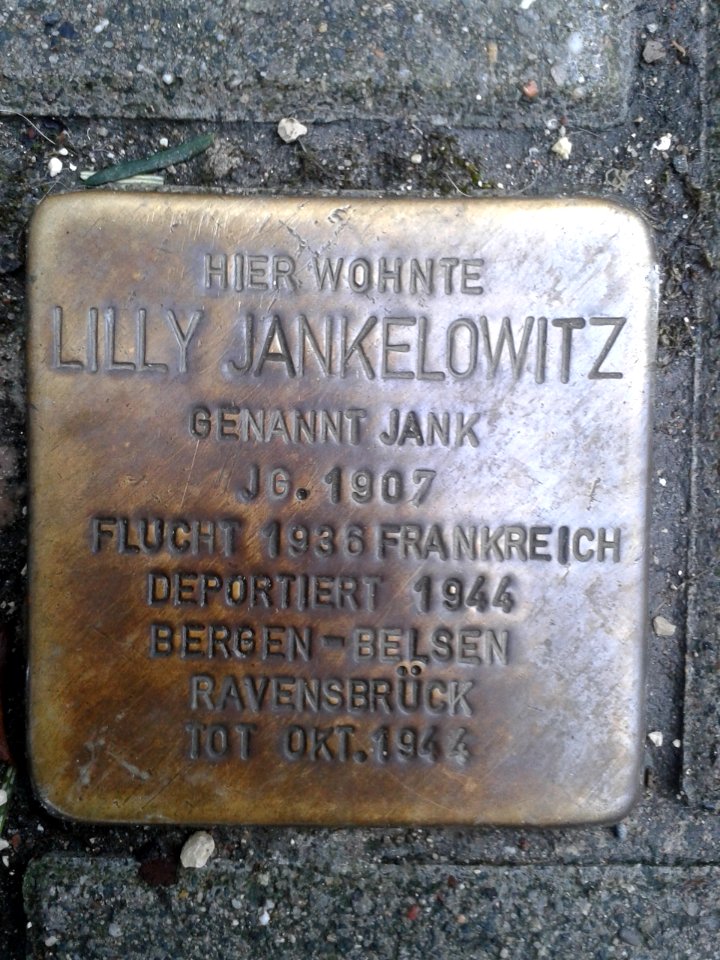 HIER WOHNTE
LILLY JANKELOWITZ
GENANNT JANK
JG. 1907
FLUCHT 1936 FRANKREICH
DEPORTIERT 1944
BERGEN-BELSEN
RAVENSBRÜCK
TOT OKT. 1944